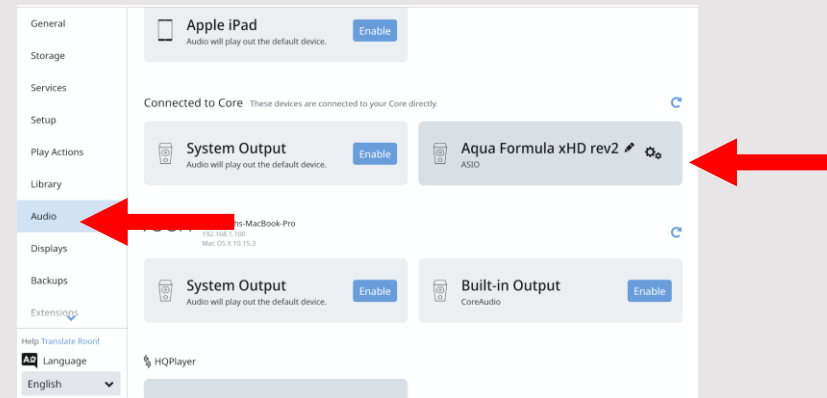 General
Storage
Services
Setup
Play Actions
Library
Audio
Displays
Backups
Extensions
Help Translate Roon!
Language
English
Apple iPad
Audio will play out the default device.
Enable
Connected to Core These devices are connected to your Core directly.
System Output
Audio will play out the default device.
Enable
Aqua Formula xHD rev2
ASIO
hs-MacBook-Pro
192.168.1.100
Mac OS X 10.15.3
System Output
Audio will play out the default device.
Enable
Built-in Output
CoreAudio
Enable
HQPlayer